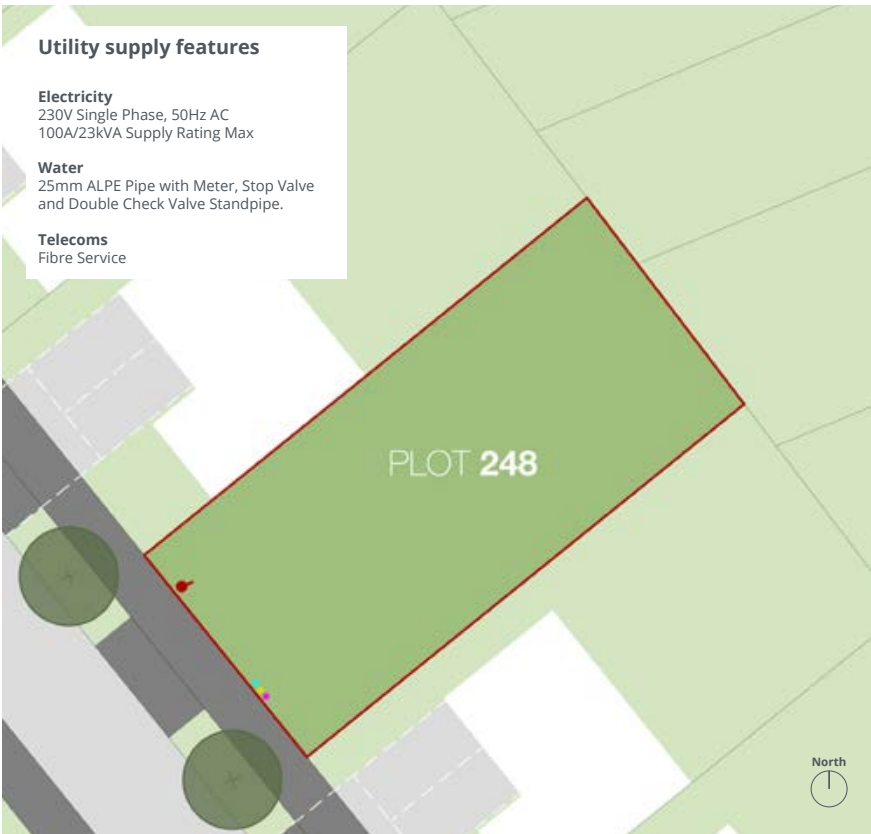 Utility supply features
Electricity
230V Single Phase, 50Hz AC
100A/23kVA Supply Rating Max
Water
25mm ALPE Pipe with Meter, Stop Valve
and Double Check Valve Standpipe.
Telecoms
Fibre Service
PLOT 248
North